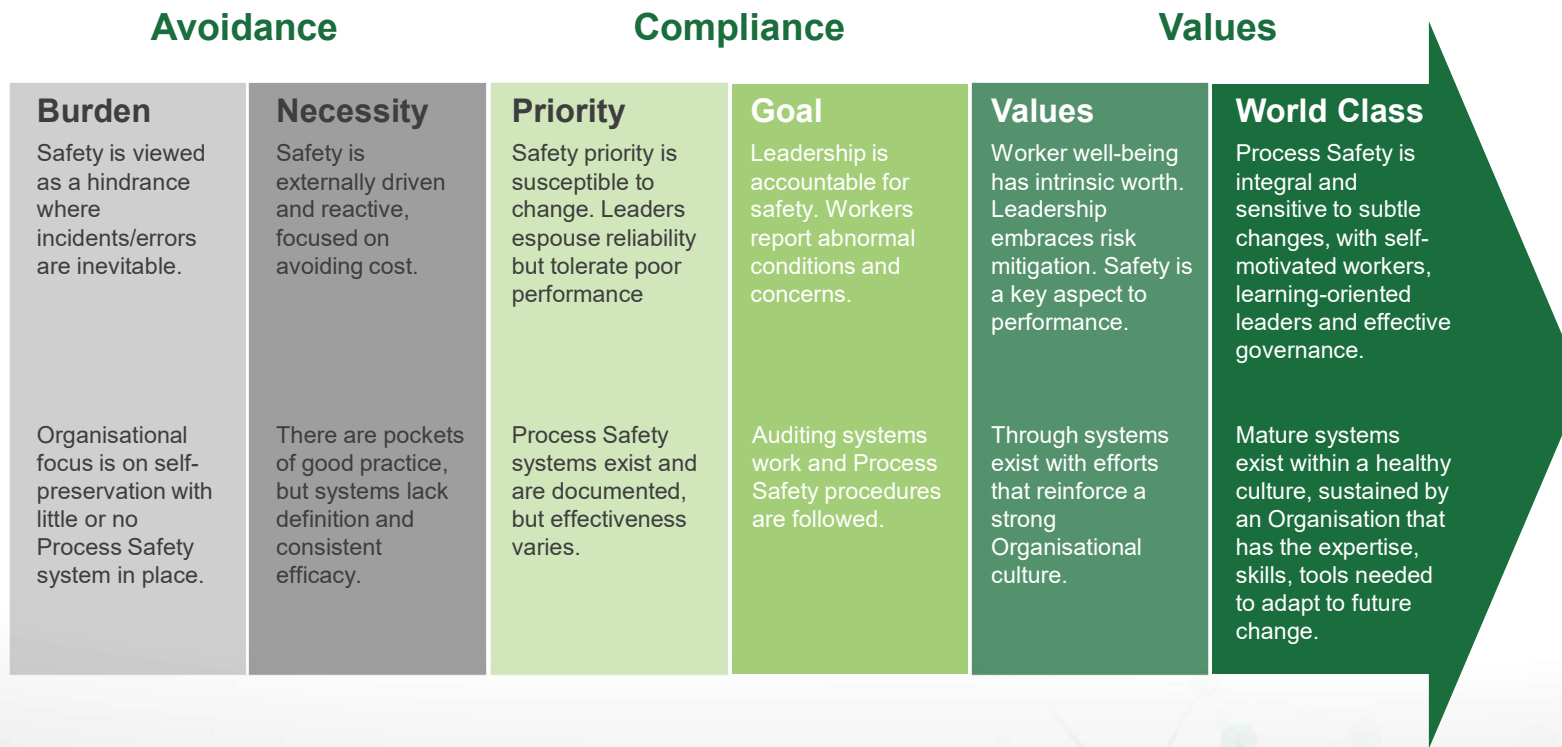 Avoidance
Compliance
Values
Burden
Safety is viewed
as a hindrance
where
incidents/errors
are inevitable.
Organisational
focus is on self-
preservation with
little or no
Process Safety
system in place.
Necessity
Safety is
externally driven
and reactive,
focused on
avoiding cost.
There are pockets
of good practice,
but systems lack
definition and
consistent
efficacy.
Priority
Safety priority is
susceptible to
change. Leaders
espouse reliability
but tolerate poor
performance
Process Safety
systems exist and
are documented,
but effectiveness
varies.
Goal
Leadership is
accountable for
safety. Workers
report abnormal
conditions and
concerns.
Auditing systems
work and Process
Safety procedures
are followed.
Values
Worker well-being
has intrinsic worth.
Leadership
embraces risk
mitigation. Safety is
a key aspect to
performance.
Through systems
exist with efforts
that reinforce a
strong
Organisational
culture.
World Class
Process Safety is
integral and
sensitive to subtle
changes, with self-
motivated workers,
learning-oriented
leaders and effective
governance.
Mature systems
exist within a healthy
culture, sustained by
an Organisation that
has the expertise,
skills, tools needed
to adapt to future
change.